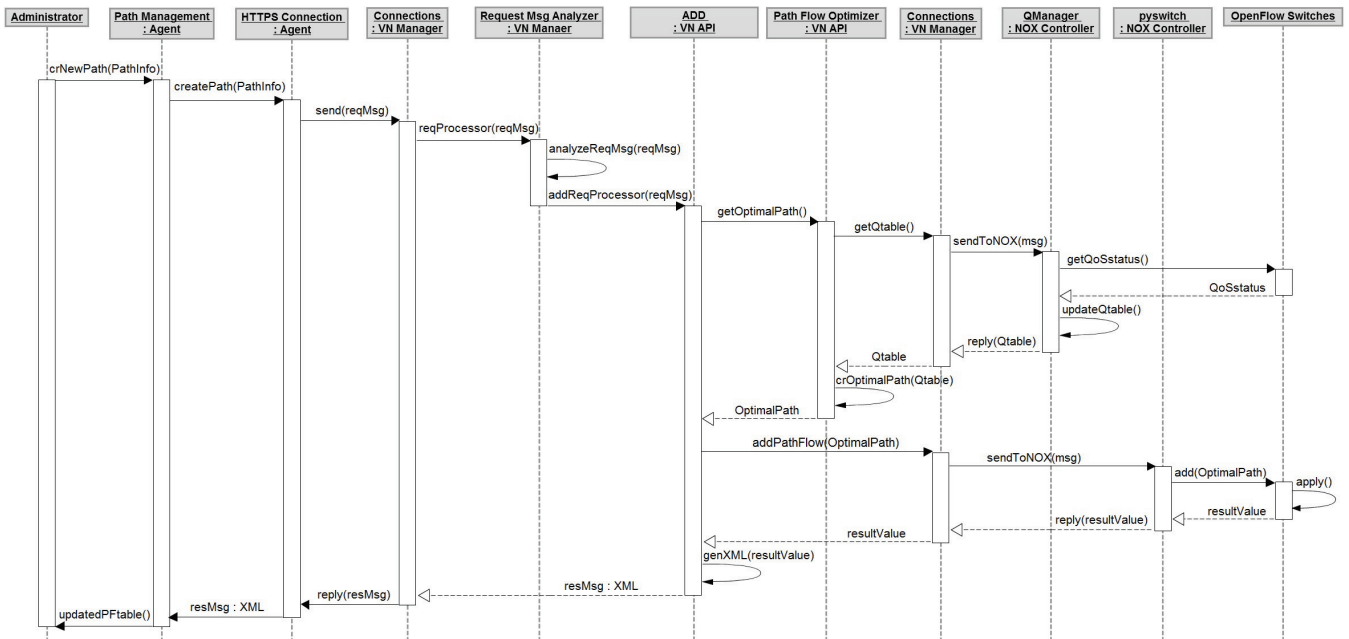 Administrator
Path Management
: Agent
HTTPS Connection
: Agent
Connections
: VN Manager
Request Msg Analyzer
: VN Manaer
ADD
: VN API
Path Flow Optimizer
: VN API
Connections
: VN Manager
QManager
: NOX Controller
pyswitch
: NOX Controller
OpenFlow Switches
crNewPath(PathInfo)
createPath(PathInfo)
send(reqMsg)
reqProcessor(reqMsg)
analyzeReqMsg(reqMsg)
addReqProcessor(reqMsg)
getOptimalPath()
getQtable()
sendToNOX(msg)
getQoSstatus()
QoSstatus
updateQtable()
reply(Qtable)
Qtable
crOptimalPath(Qtable)
OptimalPath
addPathFlow(OptimalPath)
sendToNOX(msg)
add(OptimalPath)
apply()
resultValue
reply(resultValue)
resultValue
genXML(resultValue)
resMsg : XML
reply(resMsg)
resMsg : XML
updatedPFtable()